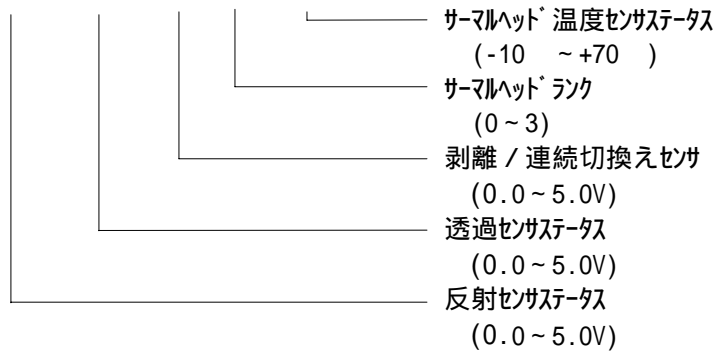 ｻｰﾏﾙﾍｯﾄﾞ温度ｾﾝｻｽﾃｰﾀｽ
(-10　～+70　)
ｻｰﾏﾙﾍｯﾄﾞﾗﾝｸ
(0～3)
剥離／連続切換えｾﾝｻ
(0.0～5.0V)
透過ｾﾝｻｽﾃｰﾀｽ
(0.0～5.0V)
反射ｾﾝｻｽﾃｰﾀｽ
(0.0～5.0V)